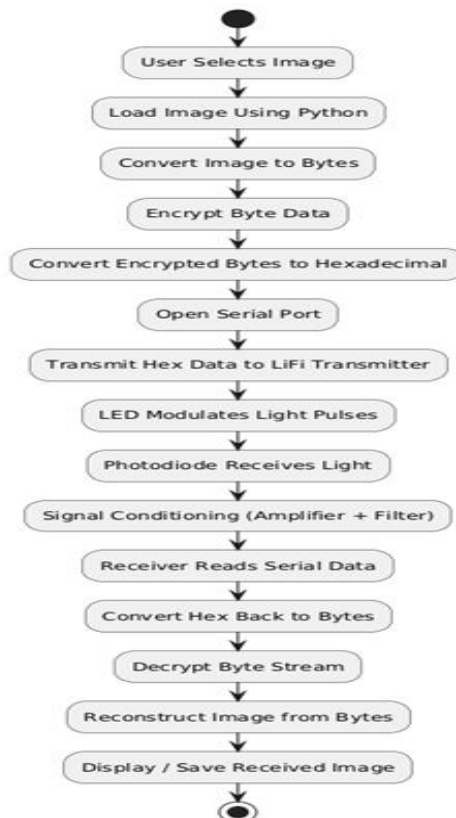 User Selects Image
Load Image Using Python
Convert Image to Bytes
Encrypt Byte Data
Convert Encrypted Bytes to Hexadecimal
Open Serial Port
Transmit Hex Data to LiFi Transmitter
LED Modulates Light Pulses
Photodiode Receives Light
Signal Conditioning (Amplifier + Filter)
Receiver Reads Serial Data
Convert Hex Back to Bytes
Decrypt Byte Stream
Reconstruct Image from Bytes
Display / Save Received Image